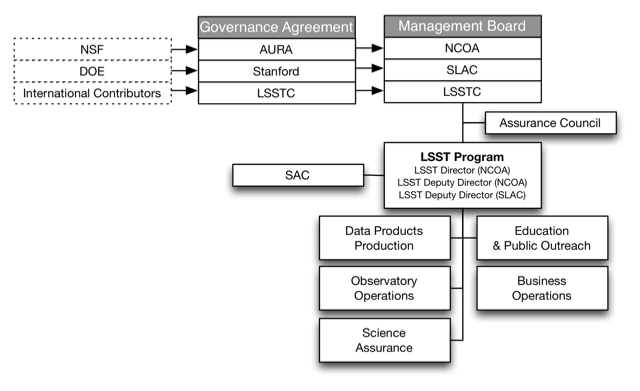 Governance Agreement
Management Board
NSF
AURA
NCOA
DOE
Stanford
SLAC
International Contributors
LSSTC
LSSTC
Assurance Council
LSST Program
LSST Director (NCOA)
LSST Deputy Director (NCOA)
LSST Deputy Director (SLAC)
SAC
Data Products
Production
Education
& Public Outreach
Observatory
Operations
Business
Operations
Science
Assurance